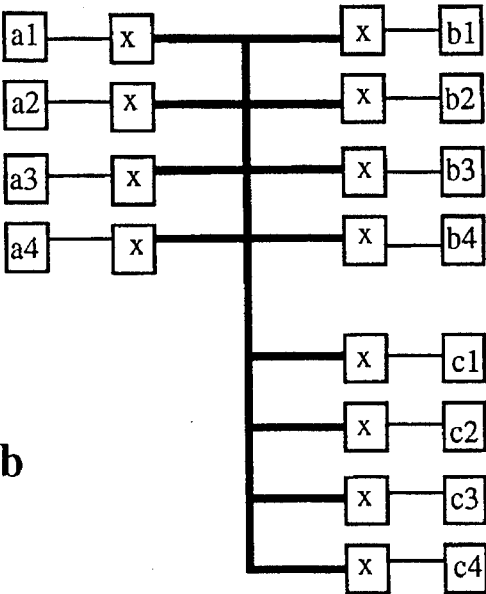 a1 x x b1
a2 x x b2
a3 x x b3
a4 x x b4
x c1
x c2
b
x c3
x c4